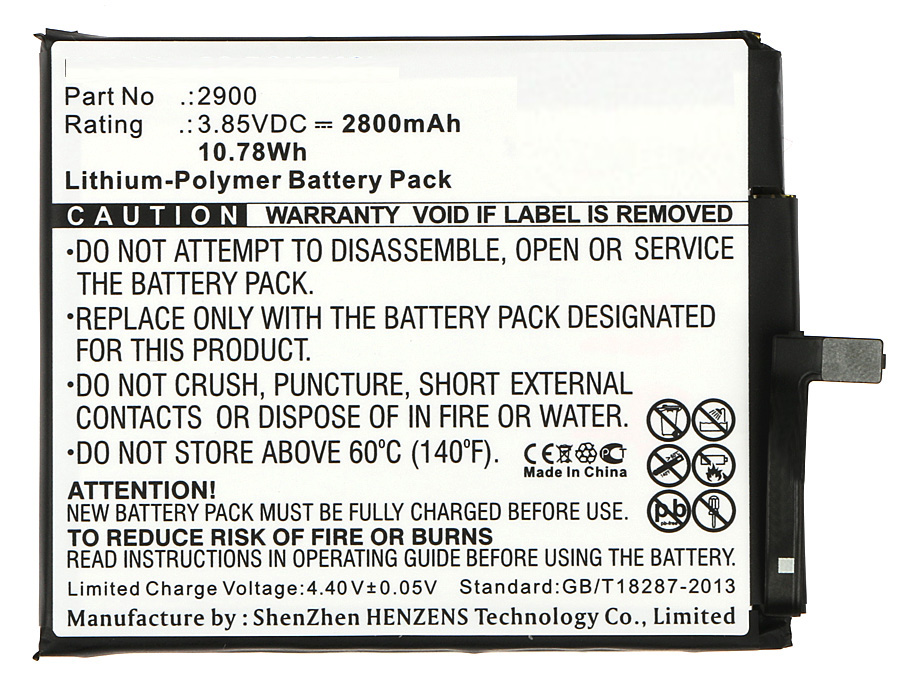 Part No .:2900
Rating .:3.85VDC ⎓ 2800mAh
10.78Wh
Lithium-Polymer Battery Pack
CAUTION WARRANTY VOID IF LABEL IS REMOVED
·DO NOT ATTEMPT TO DISASSEMBLE, OPEN OR SERVICE
THE BATTERY PACK.
·REPLACE ONLY WITH THE BATTERY PACK DESIGNATED
FOR THIS PRODUCT.
·DO NOT CRUSH, PUNCTURE, SHORT EXTERNAL
CONTACTS OR DISPOSE OF IN FIRE OR WATER.
·DO NOT STORE ABOVE 60°C (140°F).
CE PCT
Made In China
pb
pb-free
ATTENTION!
NEW BATTERY PACK MUST BE FULLY CHARGED BEFORE USE.
TO REDUCE RISK OF FIRE OR BURNS
READ INSTRUCTIONS IN OPERATING GUIDE BEFORE USING THE BATTERY.
Limited Charge Voltage:4.40V±0.05V Standard:GB/T18287-2013
Manufacture by : ShenZhen HENZENS Technology Co., Limited